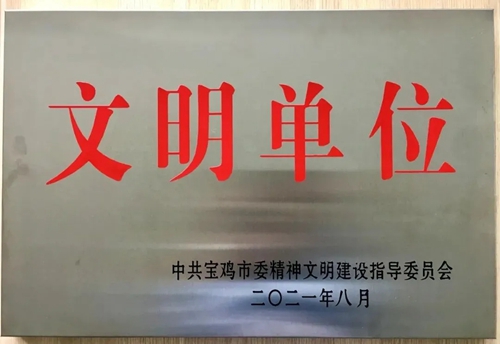 文明单位
中共宝鸡市委精神文明建设指导委员会
二〇二一年八月